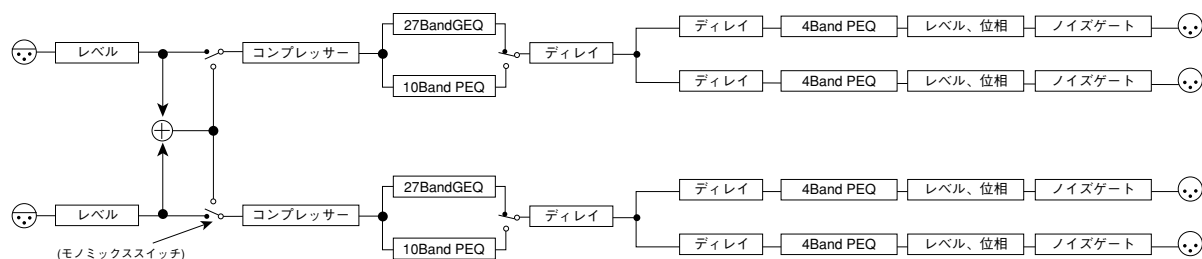 27BandGEQ
レベル
コンプレッサー
10Band PEQ
ディレイ
ディレイ
4Band PEQ
レベル、位相
ノイズゲート
ディレイ
4Band PEQ
レベル、位相
ノイズゲート
27BandGEQ
レベル
コンプレッサー
10Band PEQ
ディレイ
ディレイ
4Band PEQ
レベル、位相
ノイズゲート
ディレイ
4Band PEQ
レベル、位相
ノイズゲート
(モノミックススイッチ)